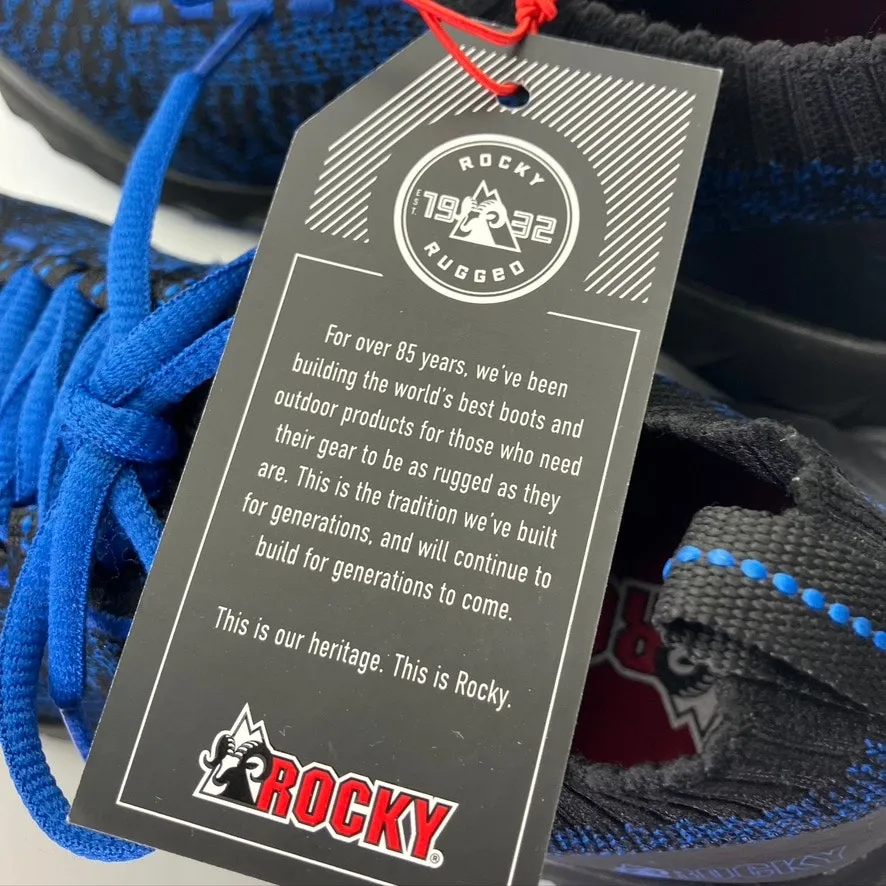 ROCKY
EST. 1932
RUGGED
For over 85 years, we've been
building the world's best boots and
outdoor products for those who need
their gear to be as rugged as they
are. This is the tradition we've built
for generations, and will continue to
build for generations to come.
This is our heritage. This is Rocky.
ROCKY®
ROCKY